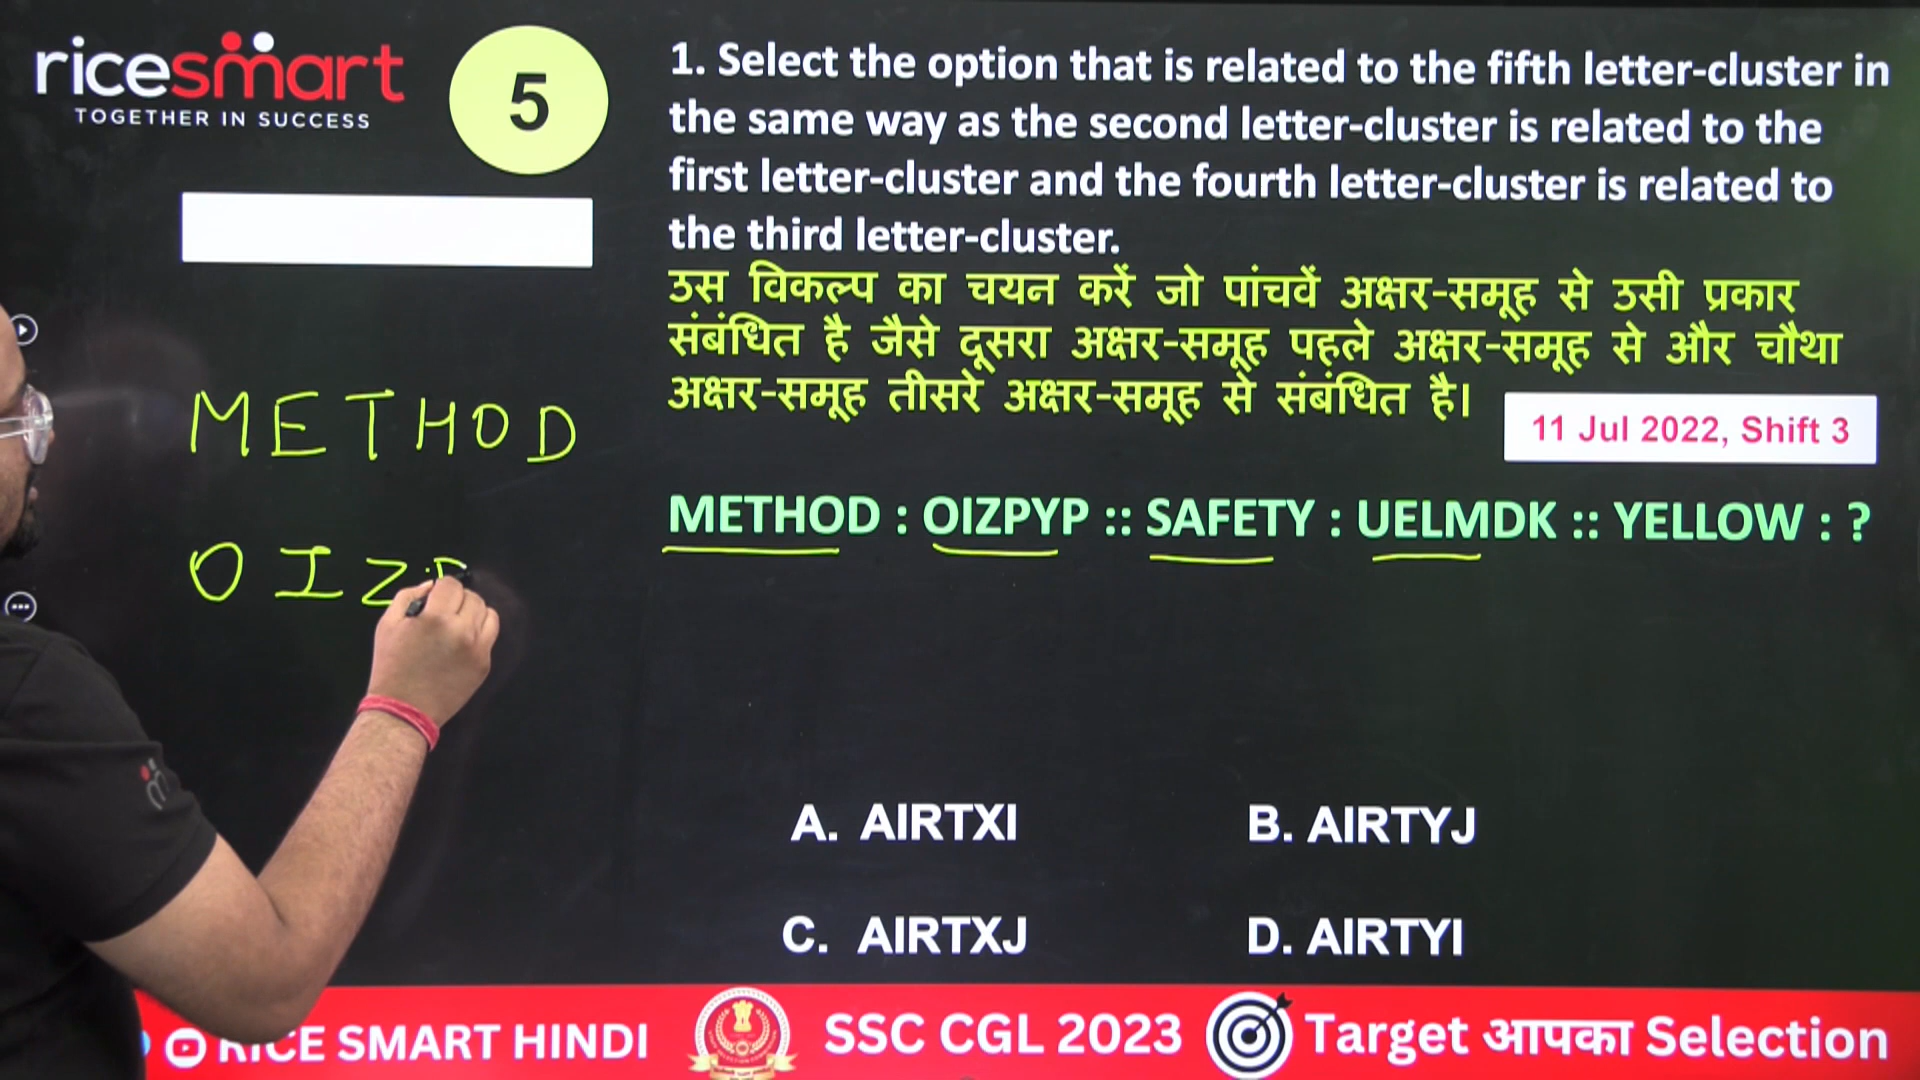 ricesmart
TOGETHER IN SUCCESS
5
1. Select the option that is related to the fifth letter-cluster in
the same way as the second letter-cluster is related to the
first letter-cluster and the fourth letter-cluster is related to
the third letter-cluster.
उस विकल्प का चयन करें जो पांचवें अक्षर-समूह से उसी प्रकार
संबंधित है जैसे दूसरा अक्षर-समूह पहले अक्षर-समूह से और चौथा
अक्षर-समूह तीसरे अक्षर-समूह से संबंधित है।
11 Jul 2022, Shift 3
METHOD : OIZPYP :: SAFETY : UELMDK :: YELLOW : ?
METHOD
OIZP
A. AIRTXI
B. AIRTYJ
C. AIRTXJ
D. AIRTYI
RICE SMART HINDI
SSC CGL 2023
Target आपका Selection